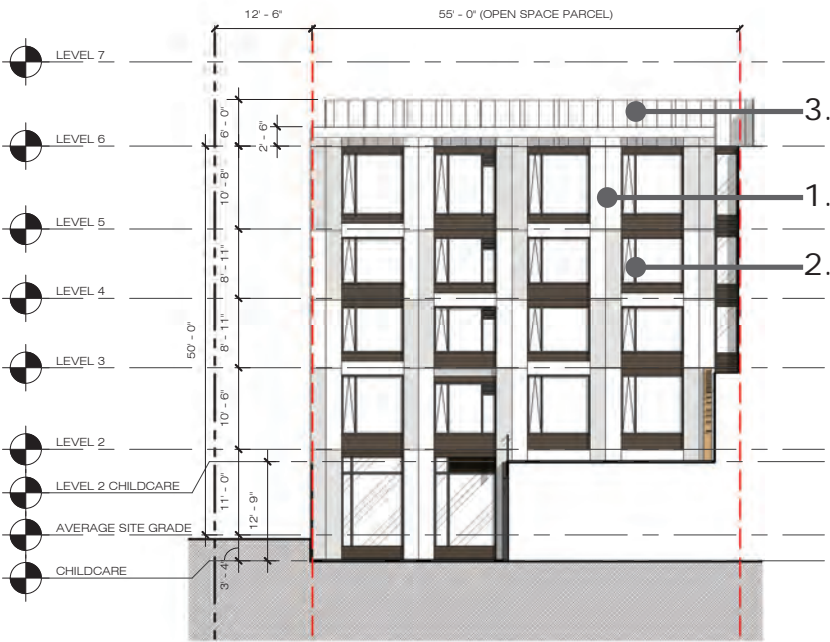 12' - 6"
55' - 0" (OPEN SPACE PARCEL)
LEVEL 7
3.
6' - 0"
2' - 6"
LEVEL 6
10' - 8"
1.
LEVEL 5
8' - 11"
2.
LEVEL 4
50' - 0"
8' - 11"
LEVEL 3
10' - 6"
LEVEL 2
LEVEL 2 CHILDCARE
11' - 0"
12' - 9"
AVERAGE SITE GRADE
CHILDCARE
3' - 4"